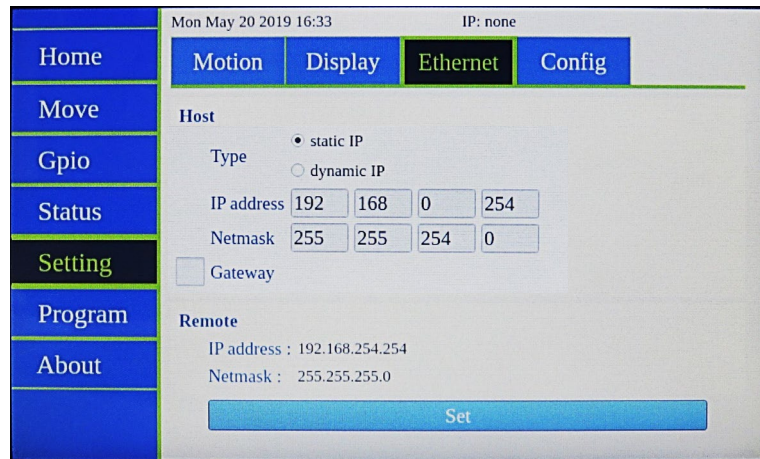 Mon May 20 2019 16:33 IP: none
Home
Move
Gpio
Status
Setting
Program
About
Motion Display Ethernet Config
Host
Type
static IP
dynamic IP
IP address 192 168 0 254
Netmask 255 255 254 0
Gateway
Remote
IP address : 192.168.254.254
Netmask : 255.255.255.0
Set